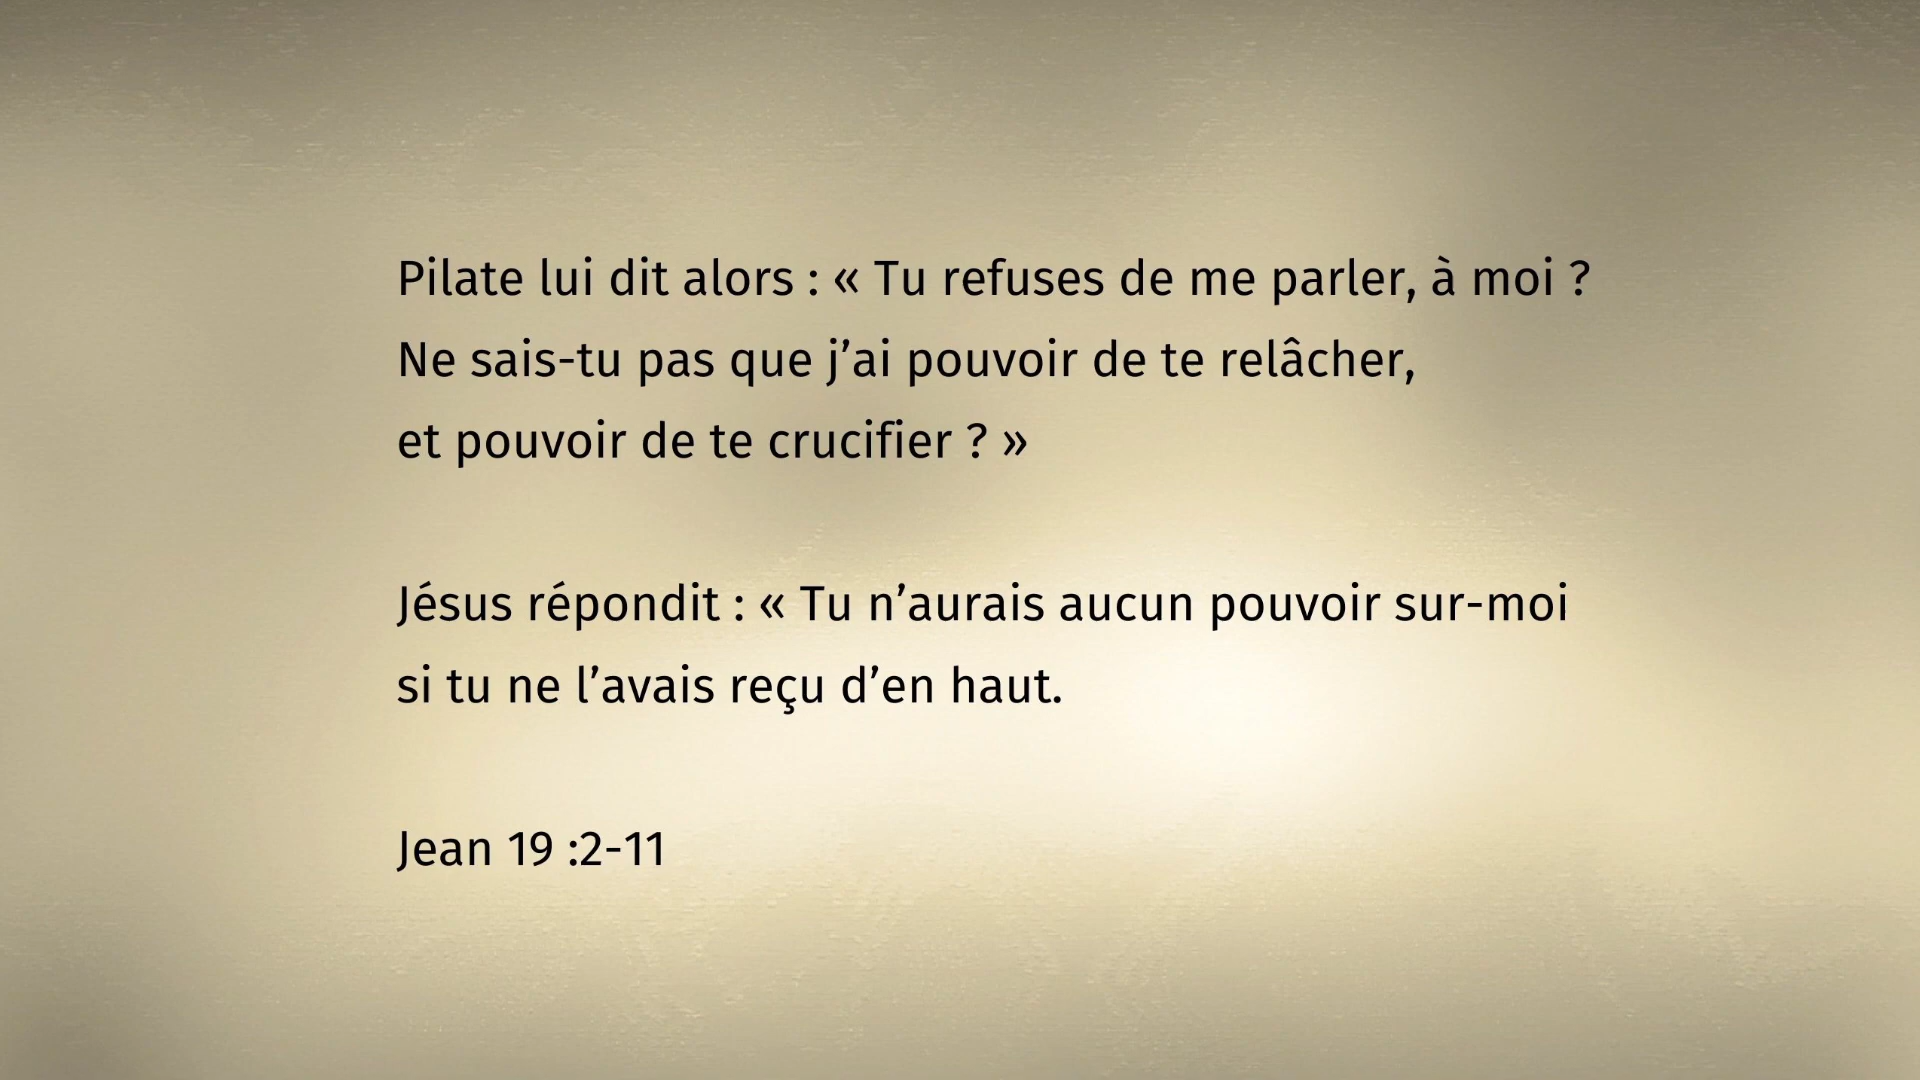 Pilate lui dit alors : « Tu refuses de me parler, à moi ?
Ne sais-tu pas que j’ai pouvoir de te relâcher,
et pouvoir de te crucifier ? »
Jésus répondit : « Tu n’aurais aucun pouvoir sur-moi
si tu ne l’avais reçu d’en haut.
Jean 19 :2-11